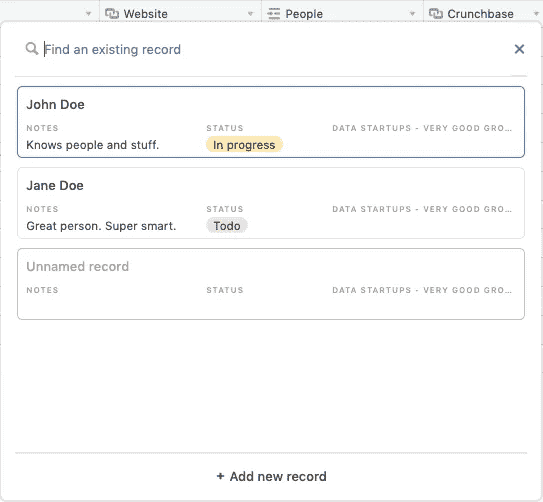 Website People Crunchbase
Find an existing record
John Doe
NOTES STATUS DATA STARTUPS - VERY GOOD GRO...
Knows people and stuff. In progress
Jane Doe
NOTES STATUS DATA STARTUPS - VERY GOOD GRO...
Great person. Super smart. Todo
Unnamed record
NOTES STATUS DATA STARTUPS - VERY GOOD GRO...
+ Add new record